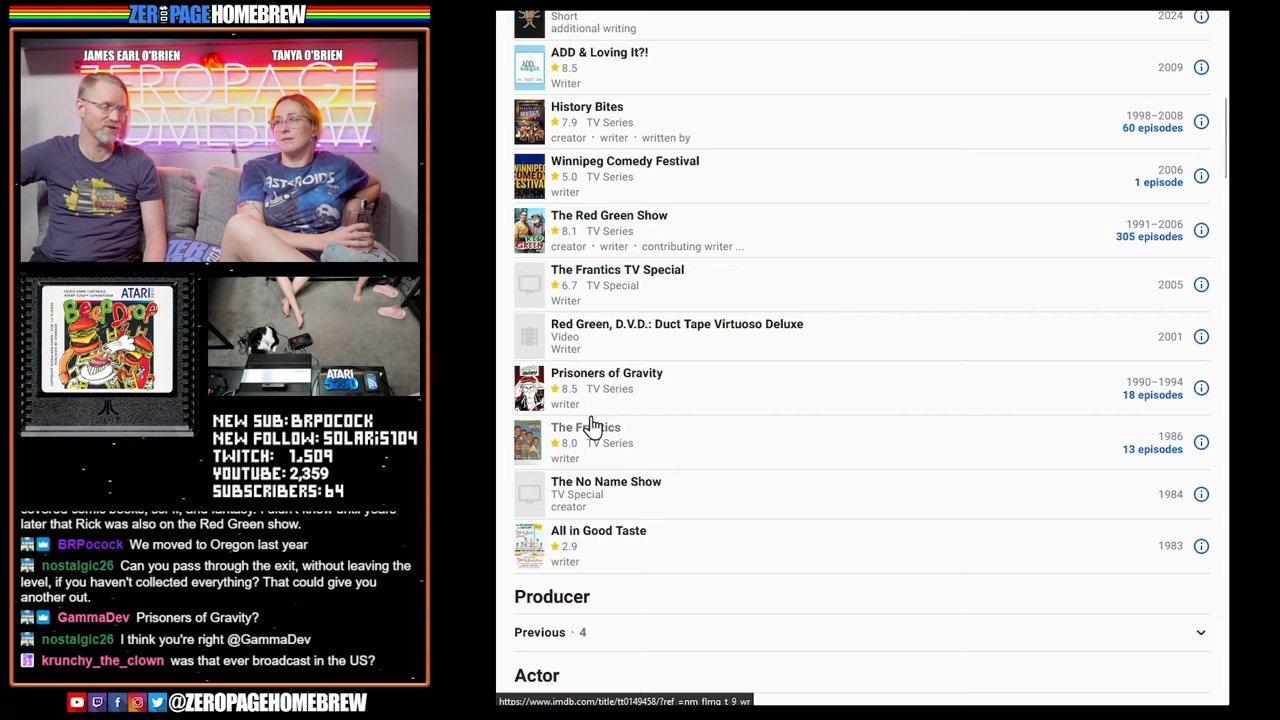 ZEROPAGEHOMEBREW
JAMES EARL O'BRIEN
TANYA O'BRIEN
ZEROPAGE
HOMEBREW
ASTEROIDS
ATARI
BEEF DROP
ATARI
5200
NEW SUB: BRPOCOCK
NEW FOLLOW: SOLARIS104
TWITCH: 1,509
YOUTUBE: 2,359
SUBSCRIBERS: 64
later that Rick was also on the Red Green show.
BRPocock We moved to Oregon last year
nostalgic26 Can you pass through the exit, without leaving the
level, if you haven't collected everything? That could give you
another out.
GammaDev Prisoners of Gravity?
nostalgic26 I think you're right @GammaDev
krunchy_the_clown was that ever broadcast in the US?
@ZEROPAGEHOMEBREW
Short
additional writing
2024
ADD & Loving It?!
8.5
Writer
2009
History Bites
7.9 TV Series
creator · writer · written by
1998–2008
60 episodes
Winnipeg Comedy Festival
5.0 TV Series
writer
2006
1 episode
The Red Green Show
8.1 TV Series
creator · writer · contributing writer ...
1991–2006
305 episodes
The Frantics TV Special
6.7 TV Special
Writer
2005
Red Green, D.V.D.: Duct Tape Virtuoso Deluxe
Video
Writer
2001
Prisoners of Gravity
8.5 TV Series
writer
1990–1994
18 episodes
The Frantics
8.0 TV Series
writer
1986
13 episodes
The No Name Show
TV Special
creator
1984
All in Good Taste
2.9
writer
1983
Producer
Previous · 4
Actor
https://www.imdb.com/title/tt0149458/?ref_=nm_flmg_t_9_wr